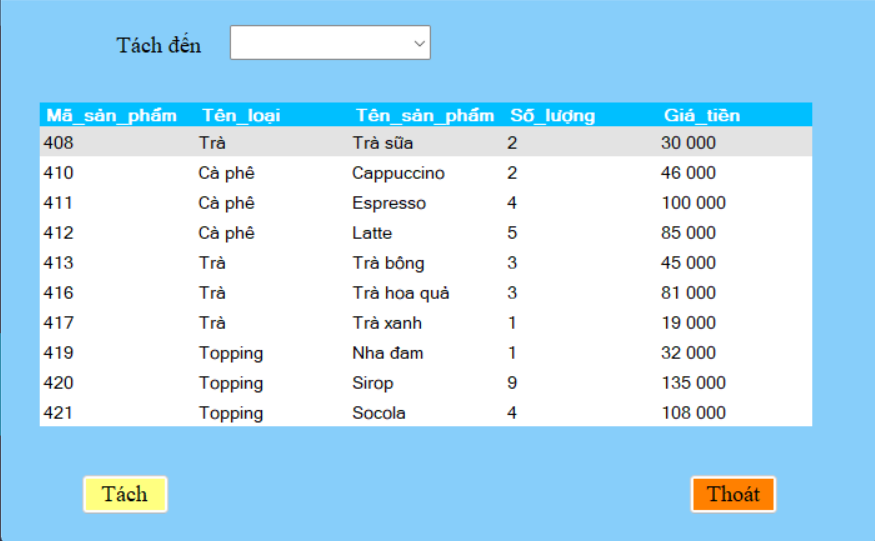 Tách đến
Mã_sản_phẩm Tên_loại Tên_sản_phẩm Số_lượng Giá_tiền
408 Trà Trà sữa 2 30 000
410 Cà phê Cappuccino 2 46 000
411 Cà phê Espresso 4 100 000
412 Cà phê Latte 5 85 000
413 Trà Trà bông 3 45 000
416 Trà Trà hoa quả 3 81 000
417 Trà Trà xanh 1 19 000
419 Topping Nha đam 1 32 000
420 Topping Sirop 9 135 000
421 Topping Socola 4 108 000
Tách Thoát